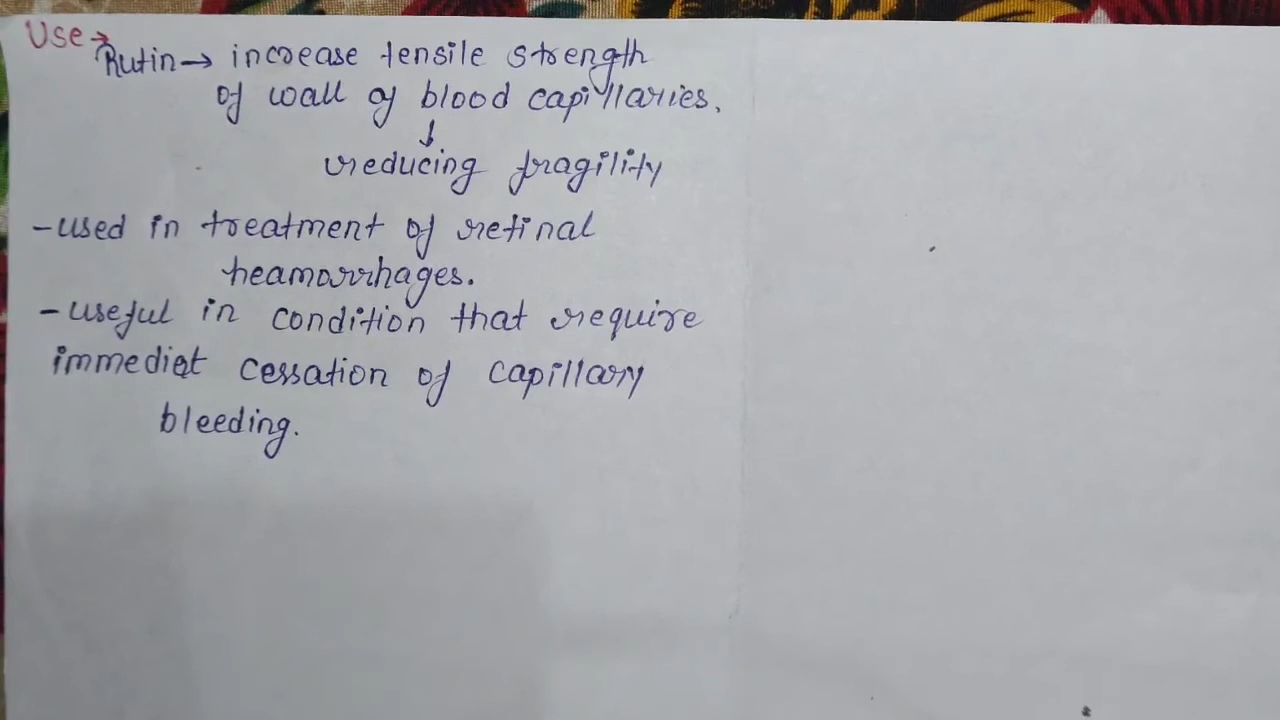 Use →
Rutin → increase tensile strength
of wall of blood capillaries.
↓
reducing fragility
- used in treatment of retinal
heamorrhages.
- useful in condition that require
immediat cessation of capillary
bleeding.